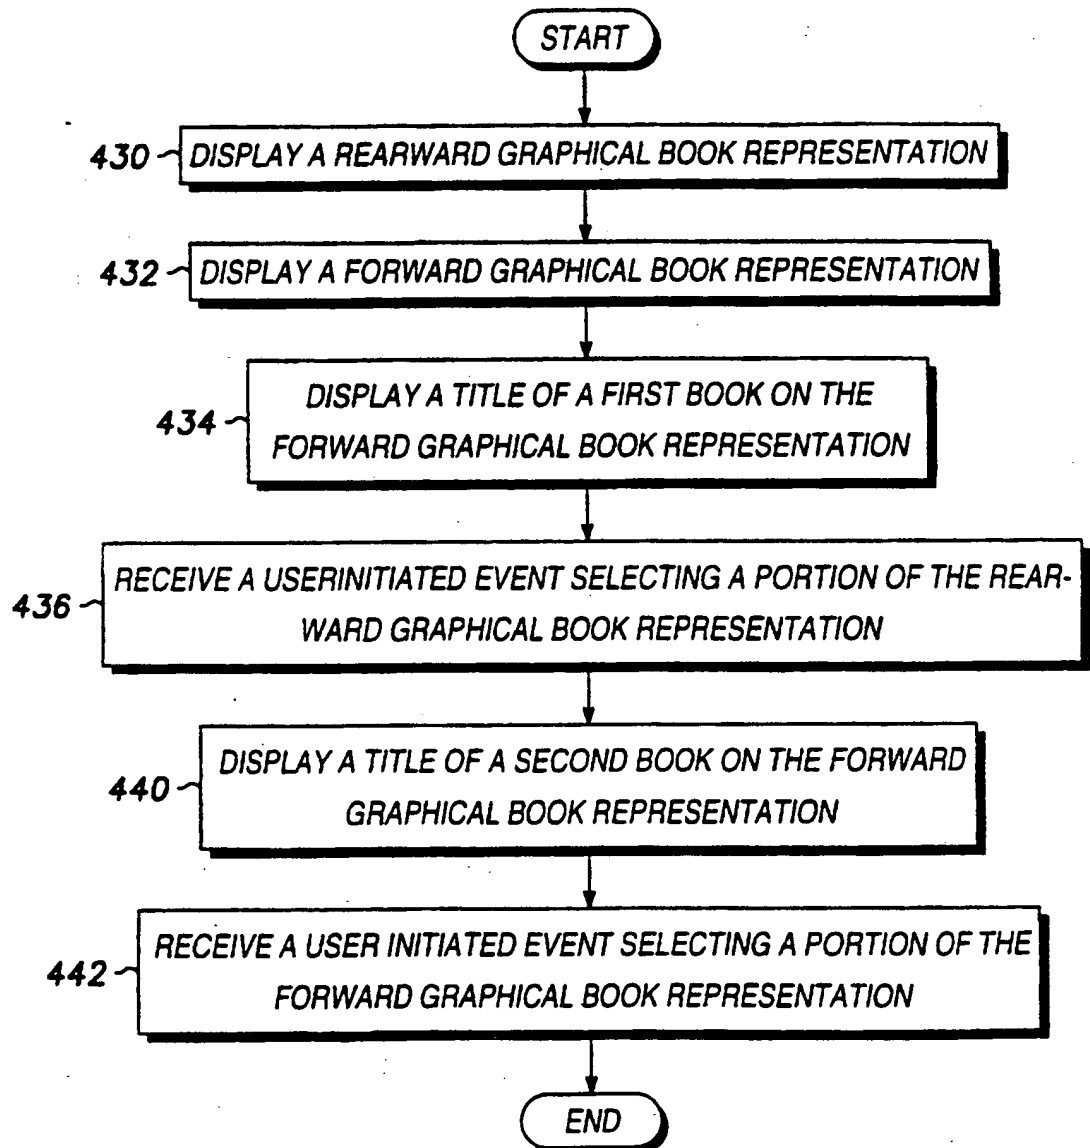 START
430 DISPLAY A REARWARD GRAPHICAL BOOK REPRESENTATION
432 DISPLAY A FORWARD GRAPHICAL BOOK REPRESENTATION
434 DISPLAY A TITLE OF A FIRST BOOK ON THE
FORWARD GRAPHICAL BOOK REPRESENTATION
436 RECEIVE A USERINITIATED EVENT SELECTING A PORTION OF THE REAR-
WARD GRAPHICAL BOOK REPRESENTATION
440 DISPLAY A TITLE OF A SECOND BOOK ON THE FORWARD
GRAPHICAL BOOK REPRESENTATION
442 RECEIVE A USER INITIATED EVENT SELECTING A PORTION OF THE
FORWARD GRAPHICAL BOOK REPRESENTATION
END